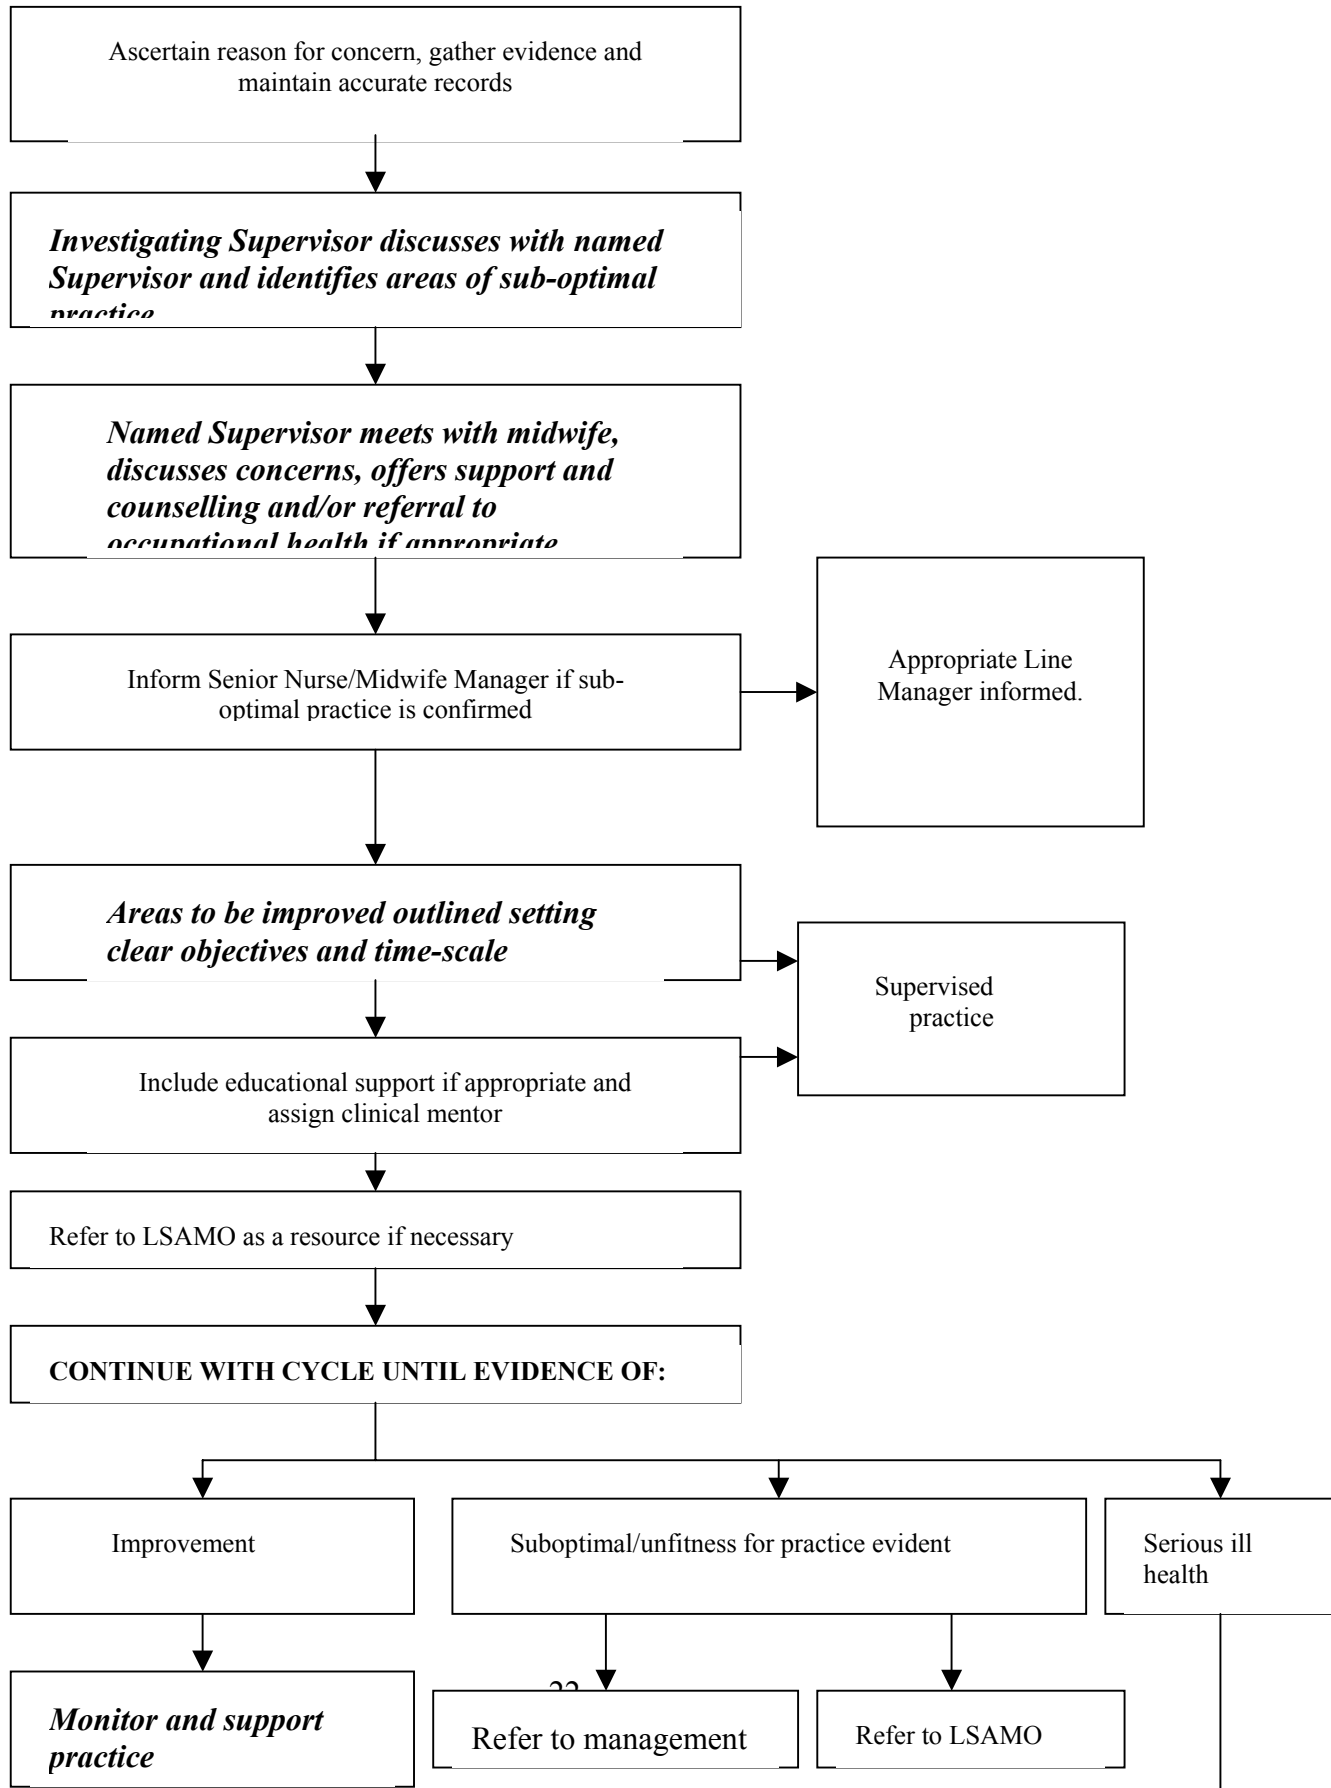 Ascertain reason for concern, gather evidence and
maintain accurate records
Investigating Supervisor discusses with named
Supervisor and identifies areas of sub-optimal
practice
Named Supervisor meets with midwife,
discusses concerns, offers support and
counselling and/or referral to
occupational health if appropriate
Inform Senior Nurse/Midwife Manager if sub-
optimal practice is confirmed
Appropriate Line
Manager informed.
Areas to be improved outlined setting
clear objectives and time-scale
Supervised
practice
Include educational support if appropriate and
assign clinical mentor
Refer to LSAMO as a resource if necessary
CONTINUE WITH CYCLE UNTIL EVIDENCE OF:
Improvement
Suboptimal/unfitness for practice evident
Serious ill
health
Monitor and support
practice
Refer to management
Refer to LSAMO